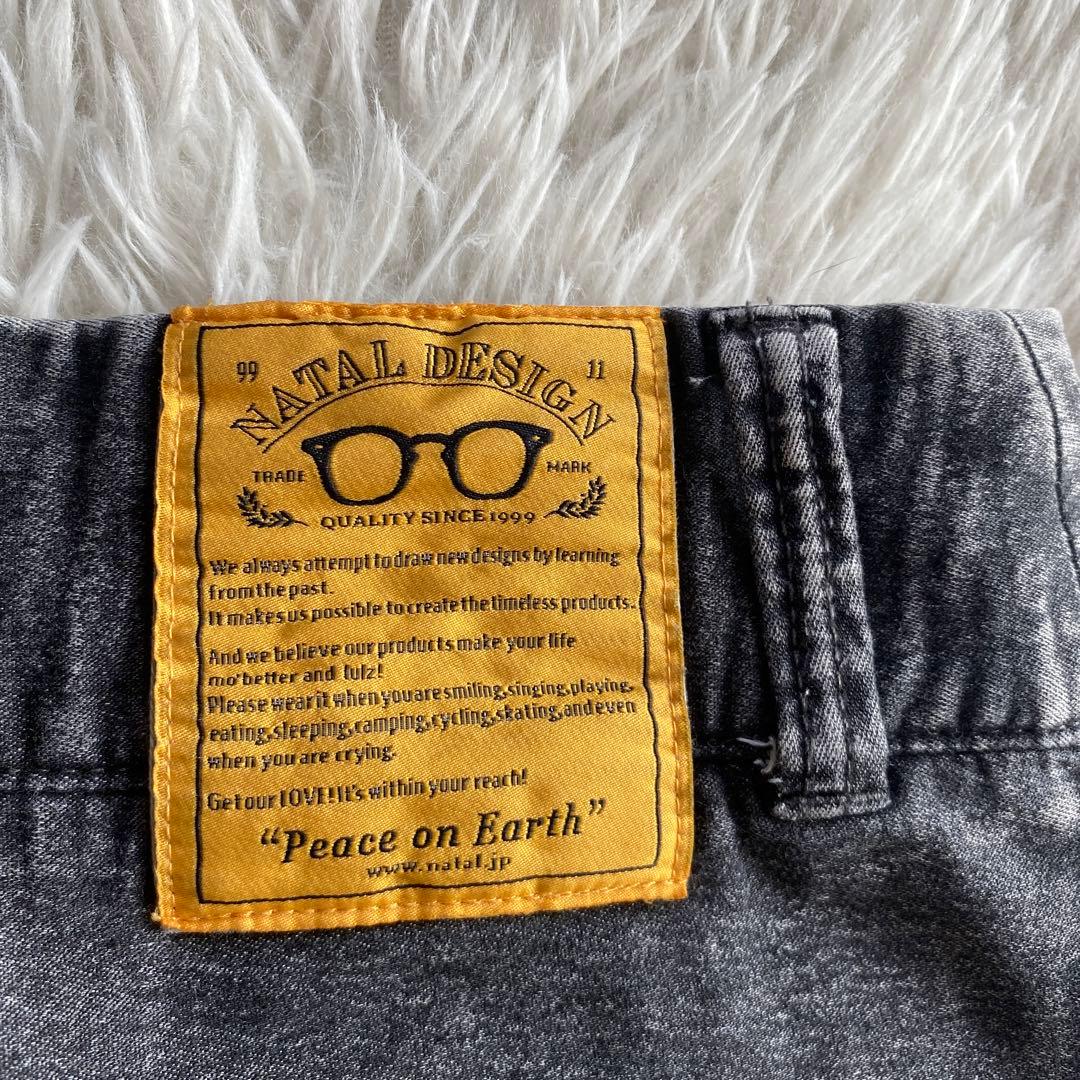 99 NATAL DESIGN 11
TRADE MARK
QUALITY SINCE 1999
We always attempt to draw new designs by learning
from the past.
It makes us possible to create the timeless products.
And we believe our products make your life
mo'better and lulz!
Please wear it when you are smiling, singing, playing,
eating, sleeping, camping, cycling, skating, and even
when you are crying.
Get our LOVE! It's within your reach!
"Peace on Earth"
www.natal.jp